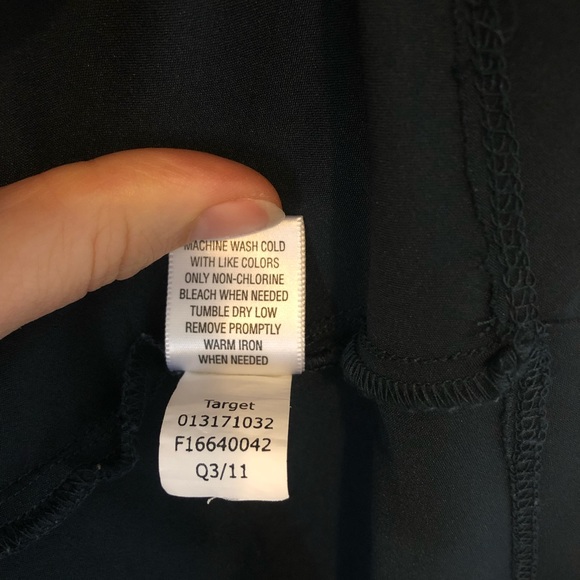 MACHINE WASH COLD
WITH LIKE COLORS
ONLY NON-CHLORINE
BLEACH WHEN NEEDED
TUMBLE DRY LOW
REMOVE PROMPTLY
WARM IRON
WHEN NEEDED
Target
013171032
F16640042
Q3/11